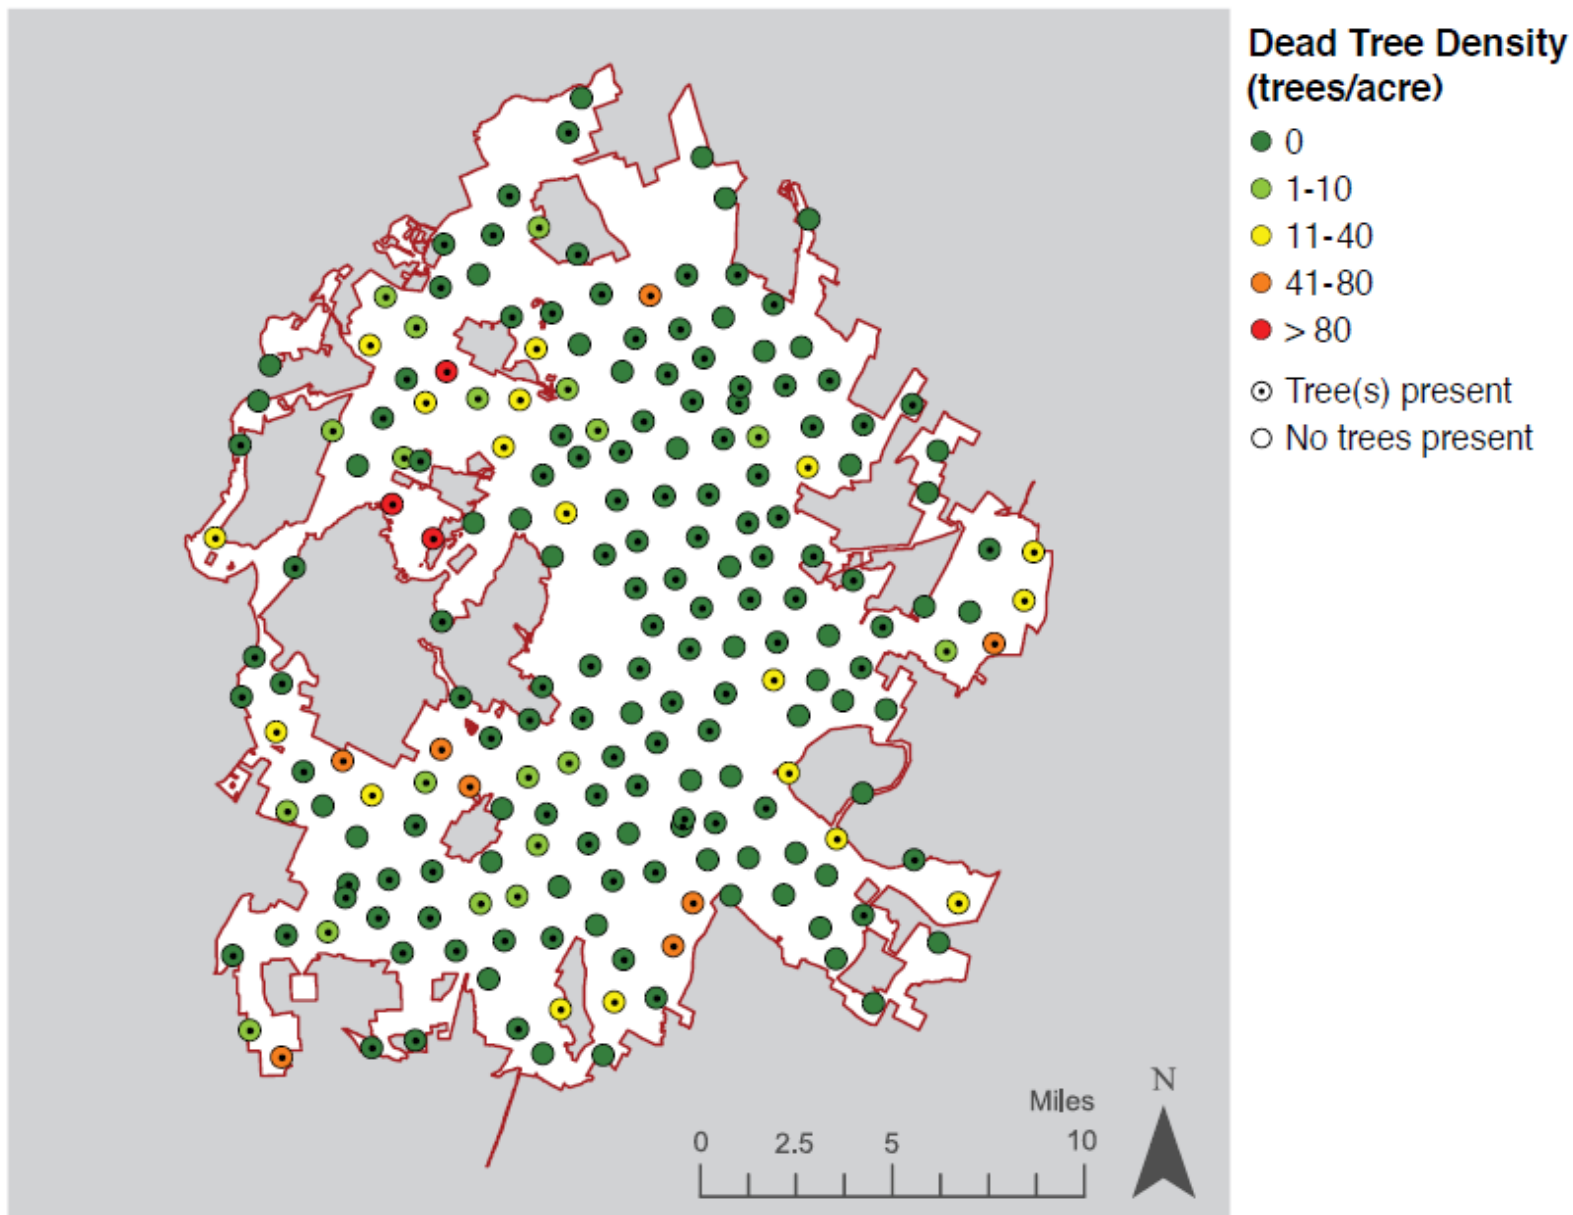 Dead Tree Density
(trees/acre)
0
1-10
11-40
41-80
> 80
Tree(s) present
No trees present
N
Miles
0 2.5 5 10